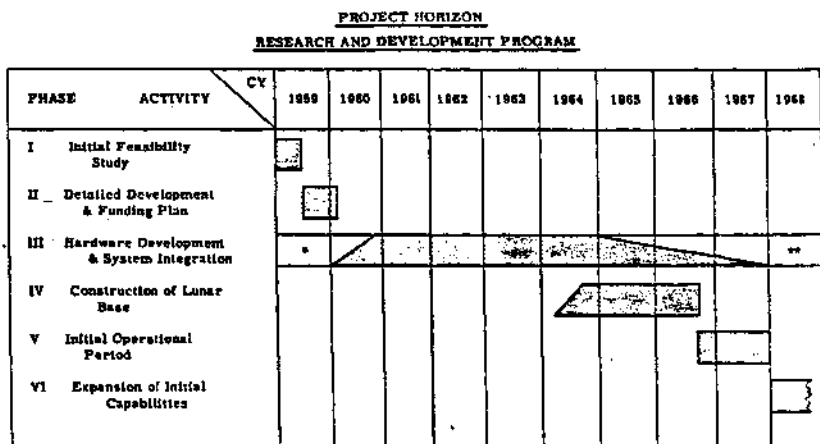 PROJECT HORIZON
RESEARCH AND DEVELOPMENT PROGRAM
PHASE ACTIVITY CY 1959 1960 1961 1962 1963 1964 1965 1966 1967 1968
I Initial Feasibility
Study
II Detailed Development
& Funding Plan
III Hardware Development
& System Integration * **
IV Construction of Lunar
Base
V Initial Operational
Period
VI Expansion of Initial
Capabilities